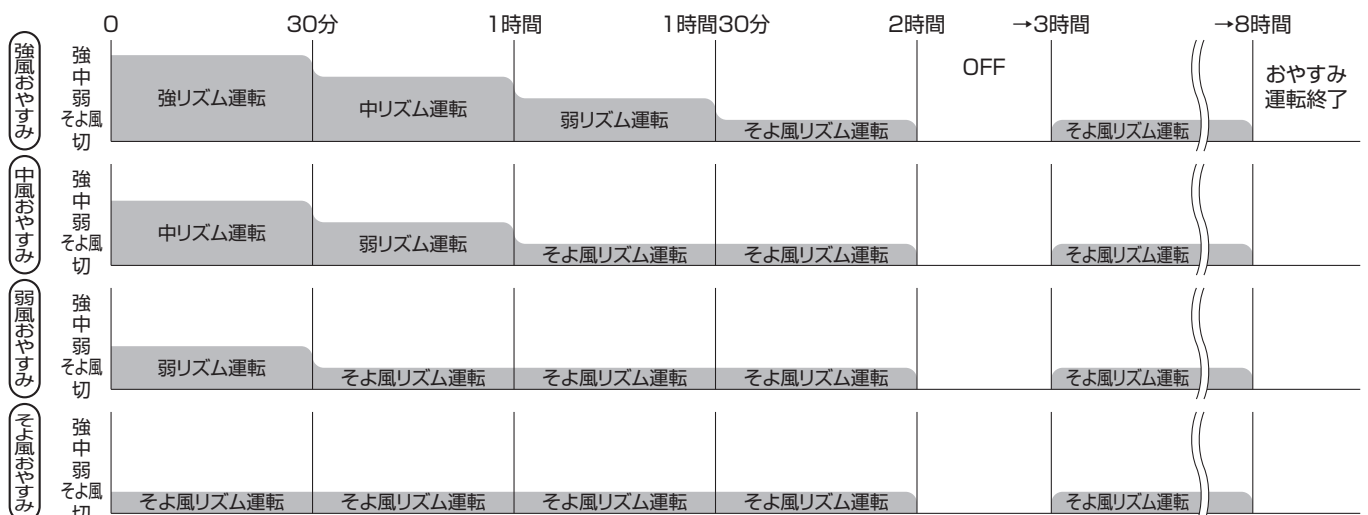 0 30分 1時間 1時間30分 2時間 →3時間 →8時間
強風おやすみ
強
中
弱
そよ風
切
強リズム運転
中リズム運転
弱リズム運転
そよ風リズム運転
OFF
そよ風リズム運転
おやすみ
運転終了
中風おやすみ
強
中
弱
そよ風
切
中リズム運転
弱リズム運転
そよ風リズム運転
そよ風リズム運転
そよ風リズム運転
弱風おやすみ
強
中
弱
そよ風
切
弱リズム運転
そよ風リズム運転
そよ風リズム運転
そよ風リズム運転
そよ風リズム運転
そよ風おやすみ
強
中
弱
そよ風
切
そよ風リズム運転
そよ風リズム運転
そよ風リズム運転
そよ風リズム運転
そよ風リズム運転